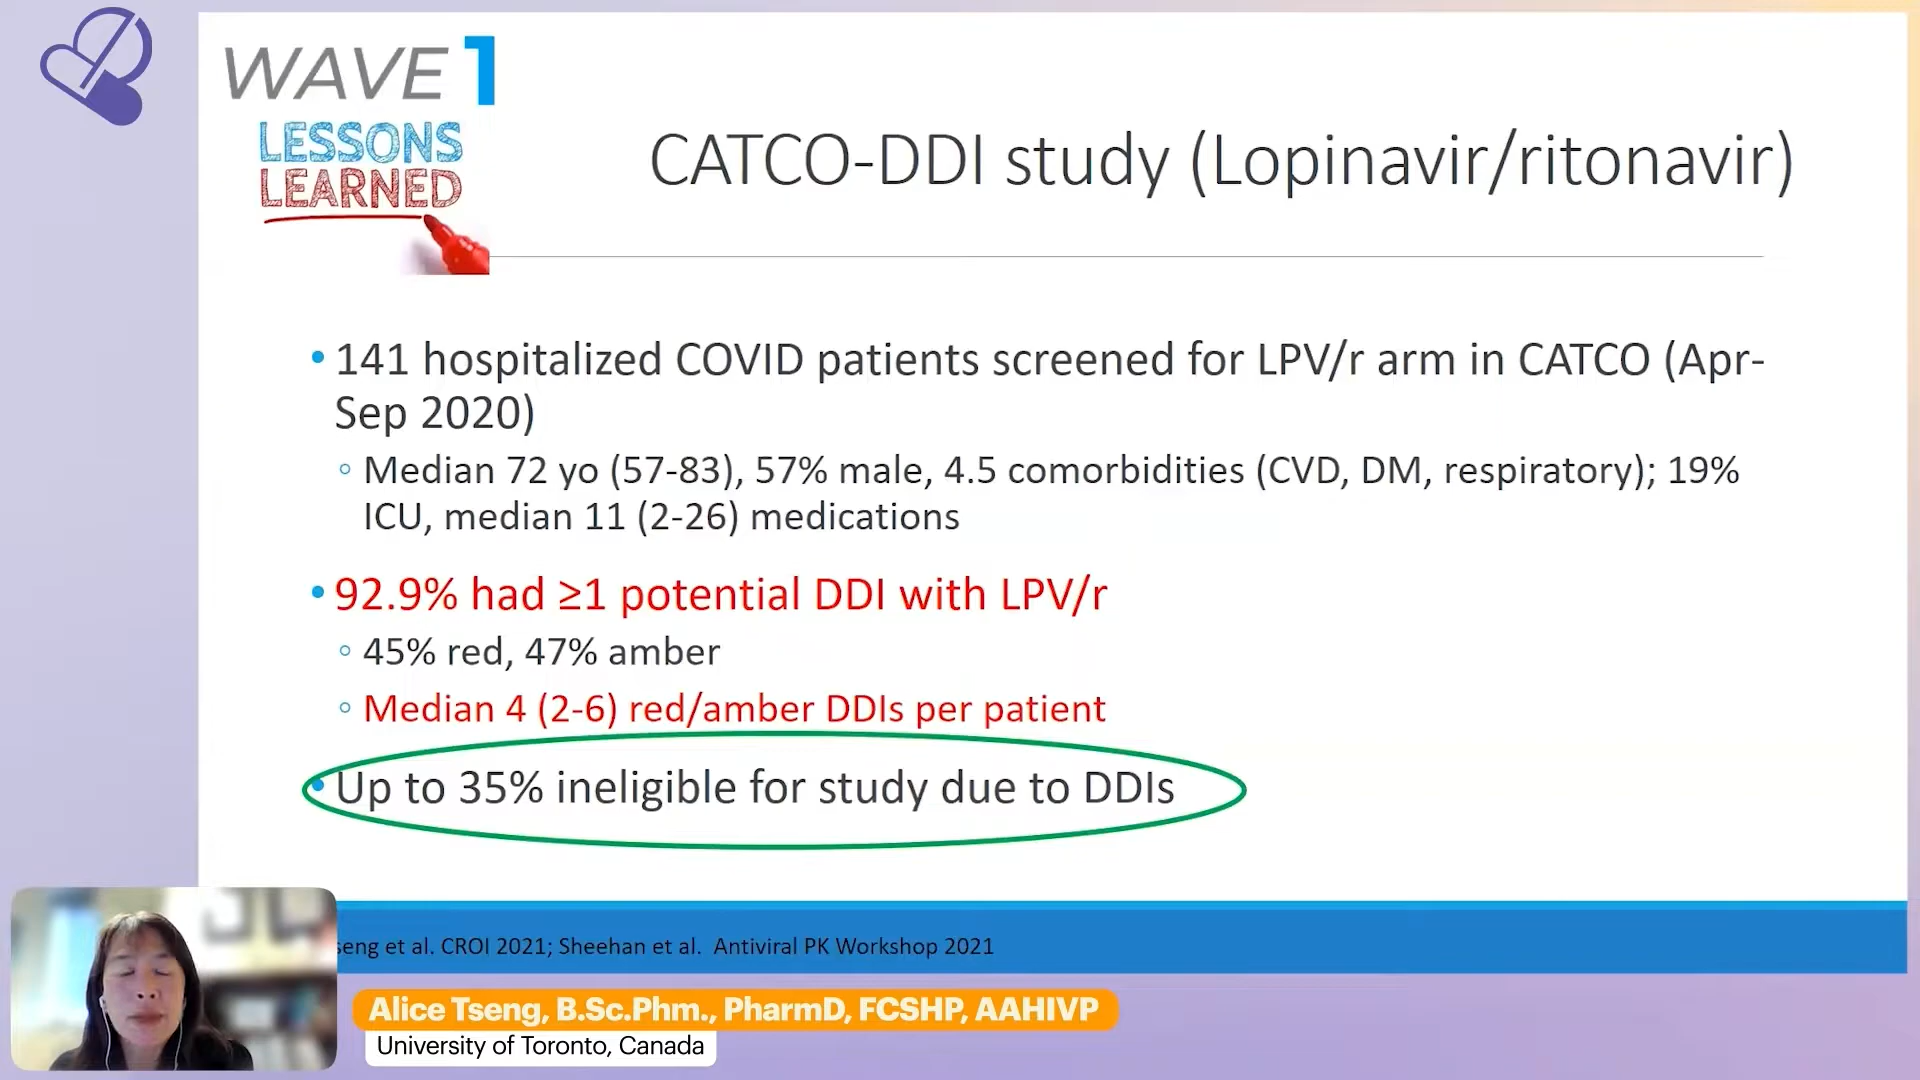 WAVE 1
LESSONS
LEARNED
CATCO-DDI study (Lopinavir/ritonavir)
• 141 hospitalized COVID patients screened for LPV/r arm in CATCO (Apr-
Sep 2020)
◦ Median 72 yo (57-83), 57% male, 4.5 comorbidities (CVD, DM, respiratory); 19%
ICU, median 11 (2-26) medications
• 92.9% had ≥1 potential DDI with LPV/r
◦ 45% red, 47% amber
◦ Median 4 (2-6) red/amber DDIs per patient
• Up to 35% ineligible for study due to DDIs
seng et al. CROI 2021; Sheehan et al. Antiviral PK Workshop 2021
Alice Tseng, B.Sc.Phm., PharmD, FCSHP, AAHIVP
University of Toronto, Canada